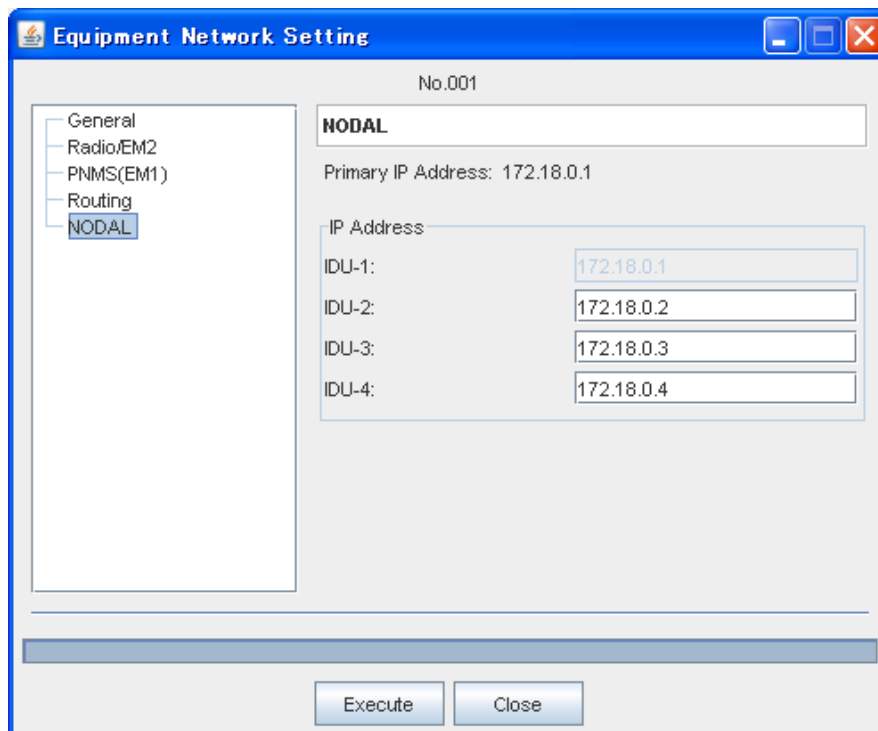 Equipment Network Setting
No.001
General
Radio/EM2
PNMS(EM1)
Routing
NODAL
NODAL
Primary IP Address: 172.18.0.1
IP Address
IDU-1: 172.18.0.1
IDU-2: 172.18.0.2
IDU-3: 172.18.0.3
IDU-4: 172.18.0.4
Execute Close